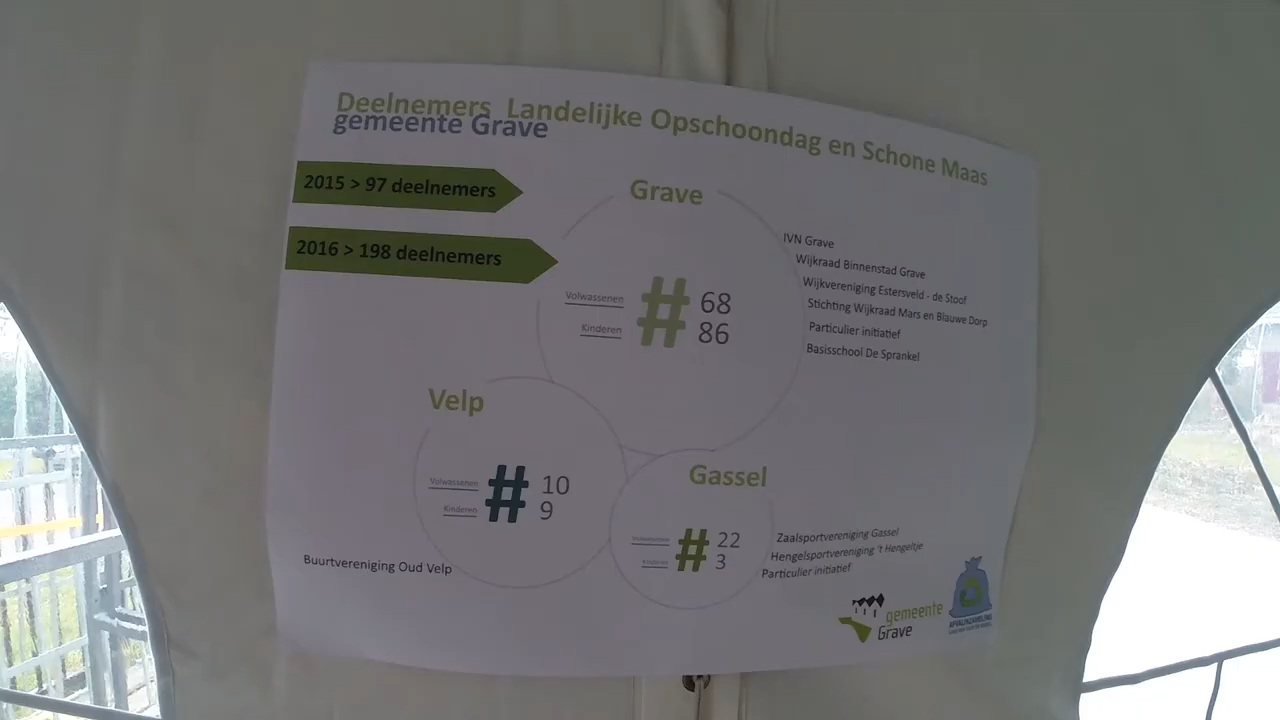 Deelnemers Landelijke Opschoondag en Schone Maas
gemeente Grave
2015 > 97 deelnemers
2016 > 198 deelnemers
Grave
Volwassenen # 68
Kinderen 86
IVN Grave
Wijkraad Binnenstad Grave
Wijkvereniging Estersveld - de Stoof
Stichting Wijkraad Mars en Blauwe Dorp
Particulier initiatief
Basisschool De Sprankel
Velp
Volwassenen # 10
Kinderen 9
Buurtvereniging Oud Velp
Gassel
Volwassenen # 22
Kinderen 3
Zaalsportvereniging Gassel
Hengelsportvereniging 't Hengeltje
Particulier initiatief
gemeente
Grave
AFVALINZAMELING